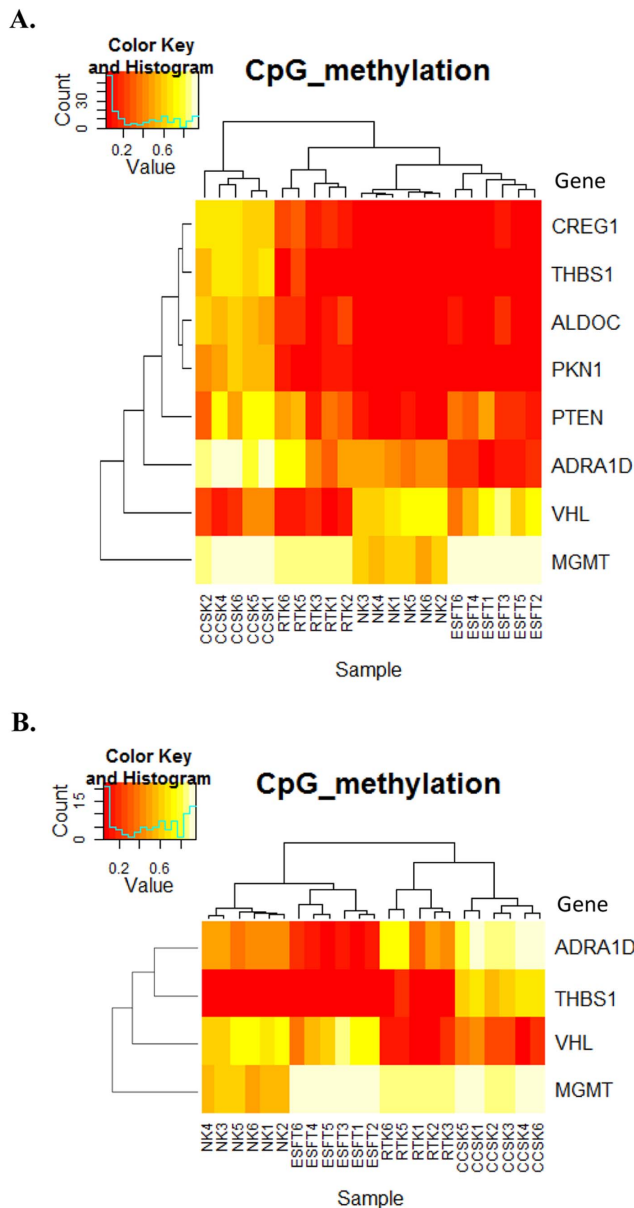 A.
Color Key
and Histogram
CpG_methylation
Count
30
0
0.2 0.6
Value
Gene
CREG1
THBS1
ALDOC
PKN1
PTEN
ADRA1D
VHL
MGMT
CCSK2
CCSK4
CCSK6
CCSK5
CCSK1
RTK6
RTK5
RTK3
RTK1
RTK2
NK3
NK4
NK1
NK5
NK6
NK2
ESFT6
ESFT4
ESFT1
ESFT3
ESFT5
ESFT2
Sample
B.
Color Key
and Histogram
CpG_methylation
Count
15
0
0.2 0.6
Value
Gene
ADRA1D
THBS1
VHL
MGMT
NK4
NK3
NK5
NK6
NK1
NK2
ESFT6
ESFT4
ESFT5
ESFT3
ESFT1
ESFT2
RTK6
RTK5
RTK1
RTK2
RTK3
CCSK5
CCSK1
CCSK2
CCSK3
CCSK4
CCSK6
Sample